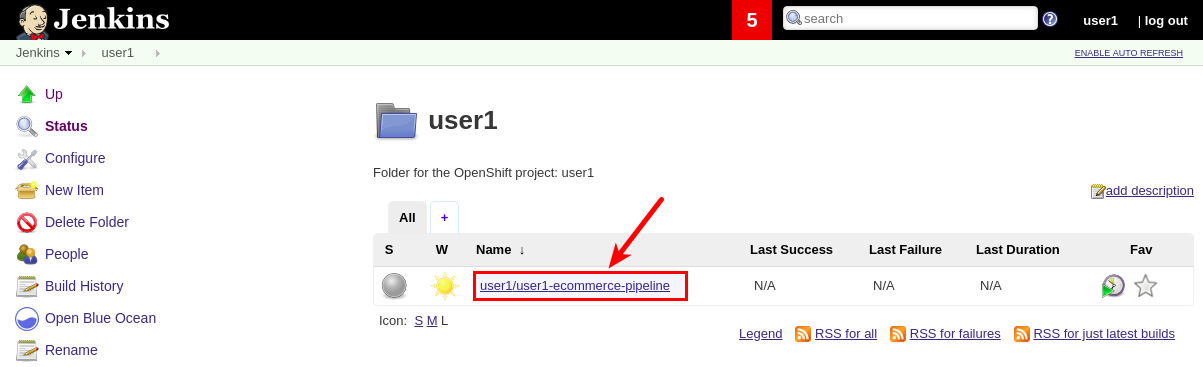 Jenkins
5
search
user1 | log out
Jenkins user1
ENABLE AUTO REFRESH
Up
Status
Configure
New Item
Delete Folder
People
Build History
Open Blue Ocean
Rename
user1
Folder for the OpenShift project: user1
add description
All +
S W Name ↓ Last Success Last Failure Last Duration Fav
user1/user1-ecommerce-pipeline N/A N/A N/A
Icon: S M L
Legend RSS for all RSS for failures RSS for just latest builds